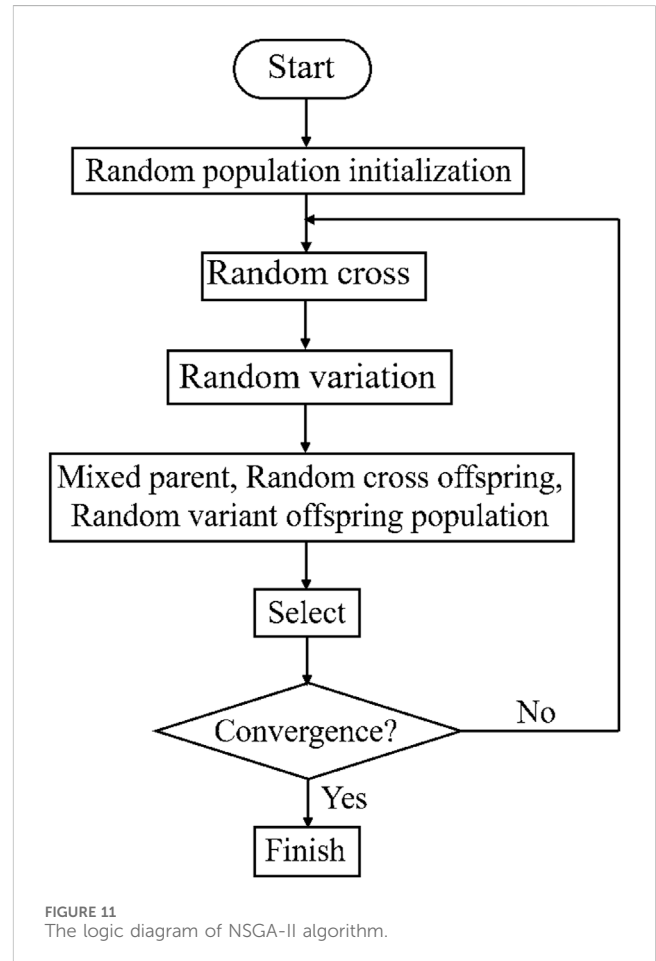 Start
Random population initialization
Random cross
Random variation
Mixed parent, Random cross offspring,
Random variant offspring population
Select
Convergence?
No
Yes
Finish
FIGURE 11
The logic diagram of NSGA-II algorithm.